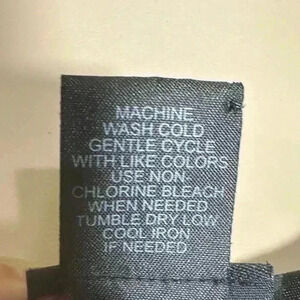 MACHINE
WASH COLD
GENTLE CYCLE
WITH LIKE COLORS
USE NON
CHLORINE BLEACH
WHEN NEEDED
TUMBLE DRY LOW
COOL IRON
IF NEEDED